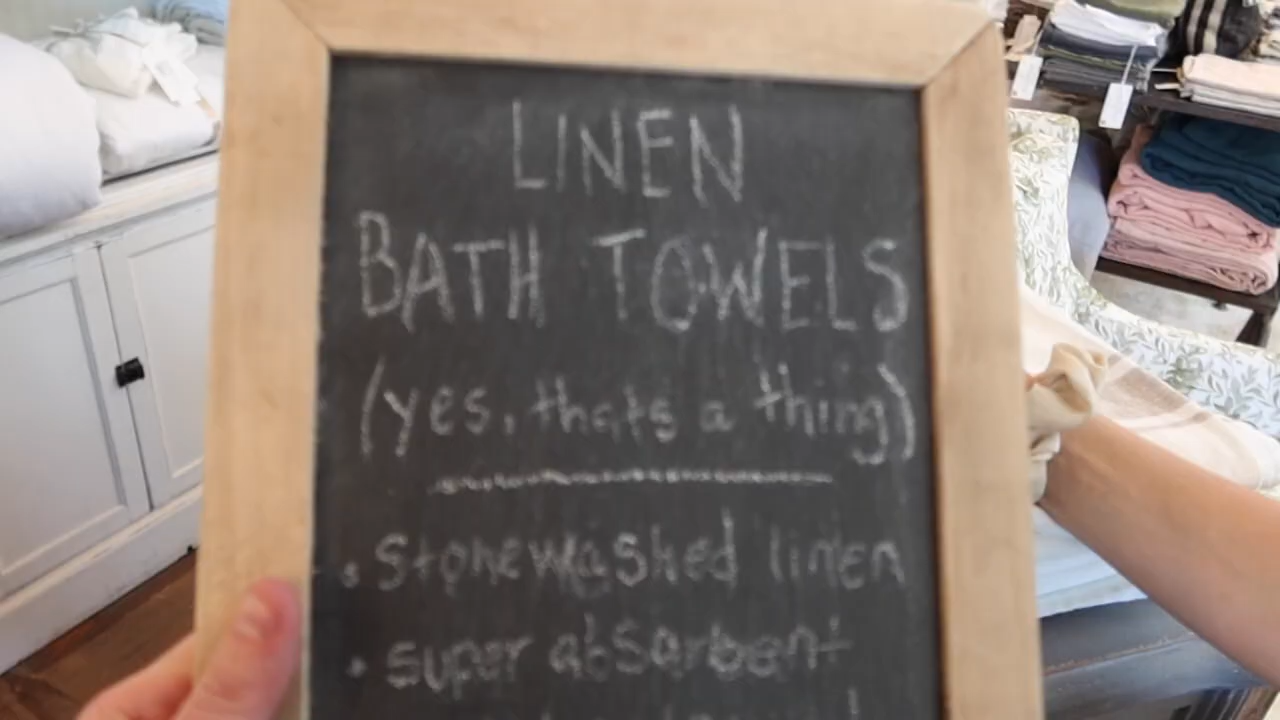 LINEN
BATH TOWELS
(yes, thats a thing)
• stonewashed linen
• super absorbent